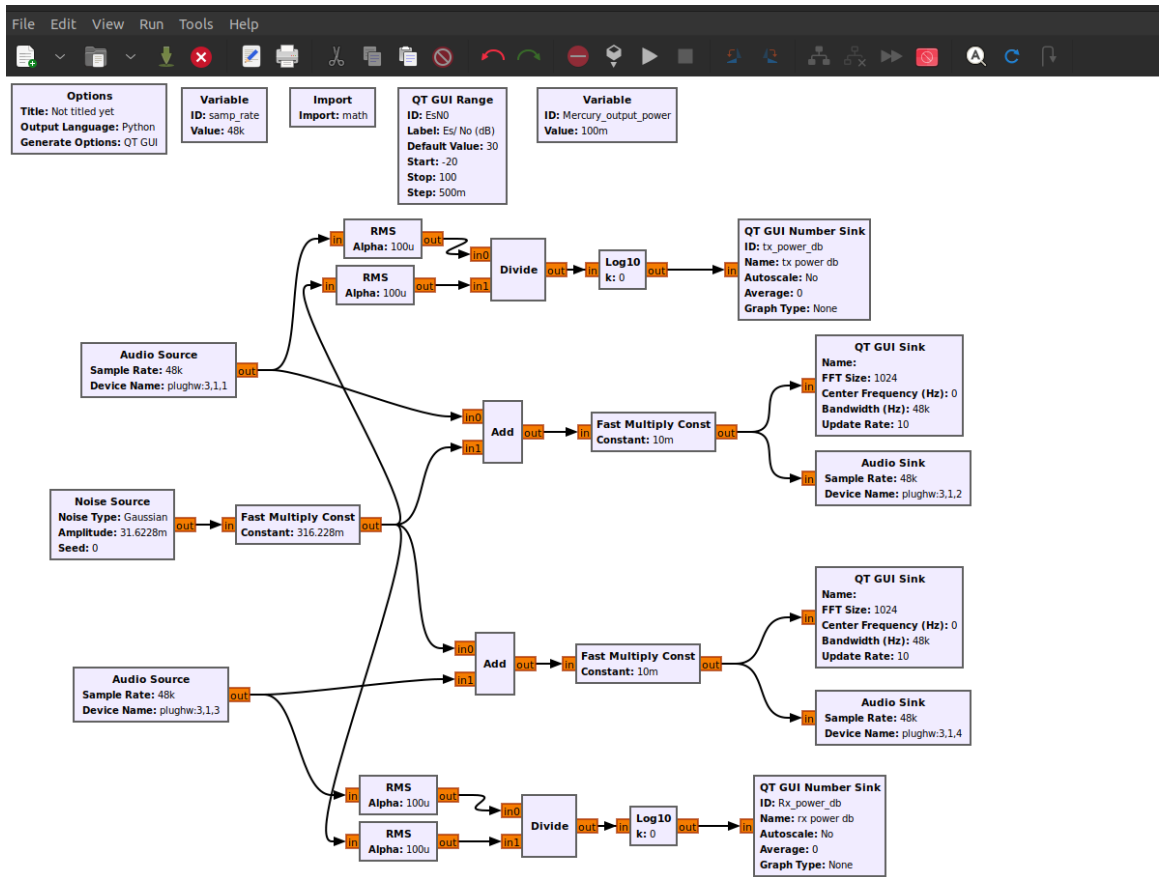 File Edit View Run Tools Help
Options
Title: Not titled yet
Output Language: Python
Generate Options: QT GUI
Variable
ID: samp_rate
Value: 48k
Import
Import: math
QT GUI Range
ID: EsN0
Label: Es/ No (dB)
Default Value: 30
Start: -20
Stop: 100
Step: 500m
Variable
ID: Mercury_output_power
Value: 100m
in
RMS
Alpha: 100u
out
in
RMS
Alpha: 100u
out
in0
in1
Divide
out
in
Log10
k: 0
out
in
QT GUI Number Sink
ID: tx_power_db
Name: tx power db
Autoscale: No
Average: 0
Graph Type: None
Audio Source
Sample Rate: 48k
Device Name: plughw:3,1,1
out
in0
in1
Add
out
in
Fast Multiply Const
Constant: 10m
out
in
QT GUI Sink
Name:
FFT Size: 1024
Center Frequency (Hz): 0
Bandwidth (Hz): 48k
Update Rate: 10
in
Audio Sink
Sample Rate: 48k
Device Name: plughw:3,1,2
Noise Source
Noise Type: Gaussian
Amplitude: 31.6228m
Seed: 0
out
in
Fast Multiply Const
Constant: 316.228m
out
in0
in1
Add
out
in
Fast Multiply Const
Constant: 10m
out
in
QT GUI Sink
Name:
FFT Size: 1024
Center Frequency (Hz): 0
Bandwidth (Hz): 48k
Update Rate: 10
in
Audio Sink
Sample Rate: 48k
Device Name: plughw:3,1,4
Audio Source
Sample Rate: 48k
Device Name: plughw:3,1,3
out
in
RMS
Alpha: 100u
out
in
RMS
Alpha: 100u
out
in0
in1
Divide
out
in
Log10
k: 0
out
in
QT GUI Number Sink
ID: Rx_power_db
Name: rx power db
Autoscale: No
Average: 0
Graph Type: None